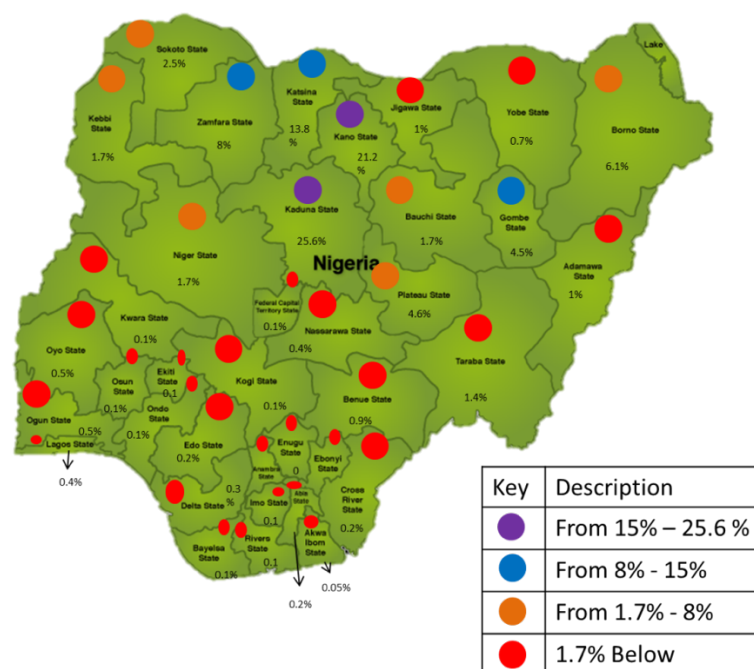 Lake
Sokoto State
2.5%
Kebbi
State
1.7%
Zamfara State
8%
Katsina
State
13.8
%
Kano State
21.2
%
Jigawa State
1%
Yobe State
0.7%
Borno State
6.1%
Kaduna State
25.6%
Bauchi State
1.7%
Gombe
State
4.5%
Adamawa State
1%
Niger State
1.7%
Nigeria
Federal Capital
Territory State
0.1%
Plateau State
4.6%
Nassarawa State
0.4%
Taraba State
1.4%
Kwara State
0.1%
Oyo State
0.5%
Osun
State
0.1%
Ekiti
State
0.1
Kogi State
0.1%
Benue State
0.9%
Ogun State
0.5%
Lagos State
0.4%
Ondo
State
0.1%
Edo State
0.2%
Enugu
State
0
Ebonyi
State
Anambra
State
0.3
%
Delta State
Imo State
0.1
Abia
State
Cross
River
State
0.2%
Bayelsa
State
0.1%
Rivers
State
0.1
Akwa
Ibom
State
0.05%
0.2%
Key Description
From 15% – 25.6 %
From 8% - 15%
From 1.7% - 8%
1.7% Below